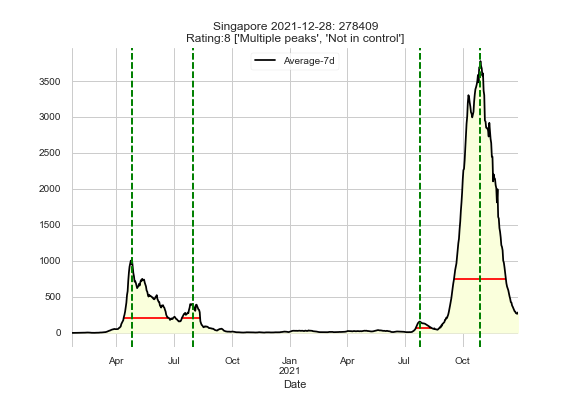 Singapore 2021-12-28: 278409
Rating:8 ['Multiple peaks', 'Not in control']
Average-7d
3500
3000
2500
2000
1500
1000
500
0
Apr Jul Oct Jan Apr Jul Oct
2021
Date